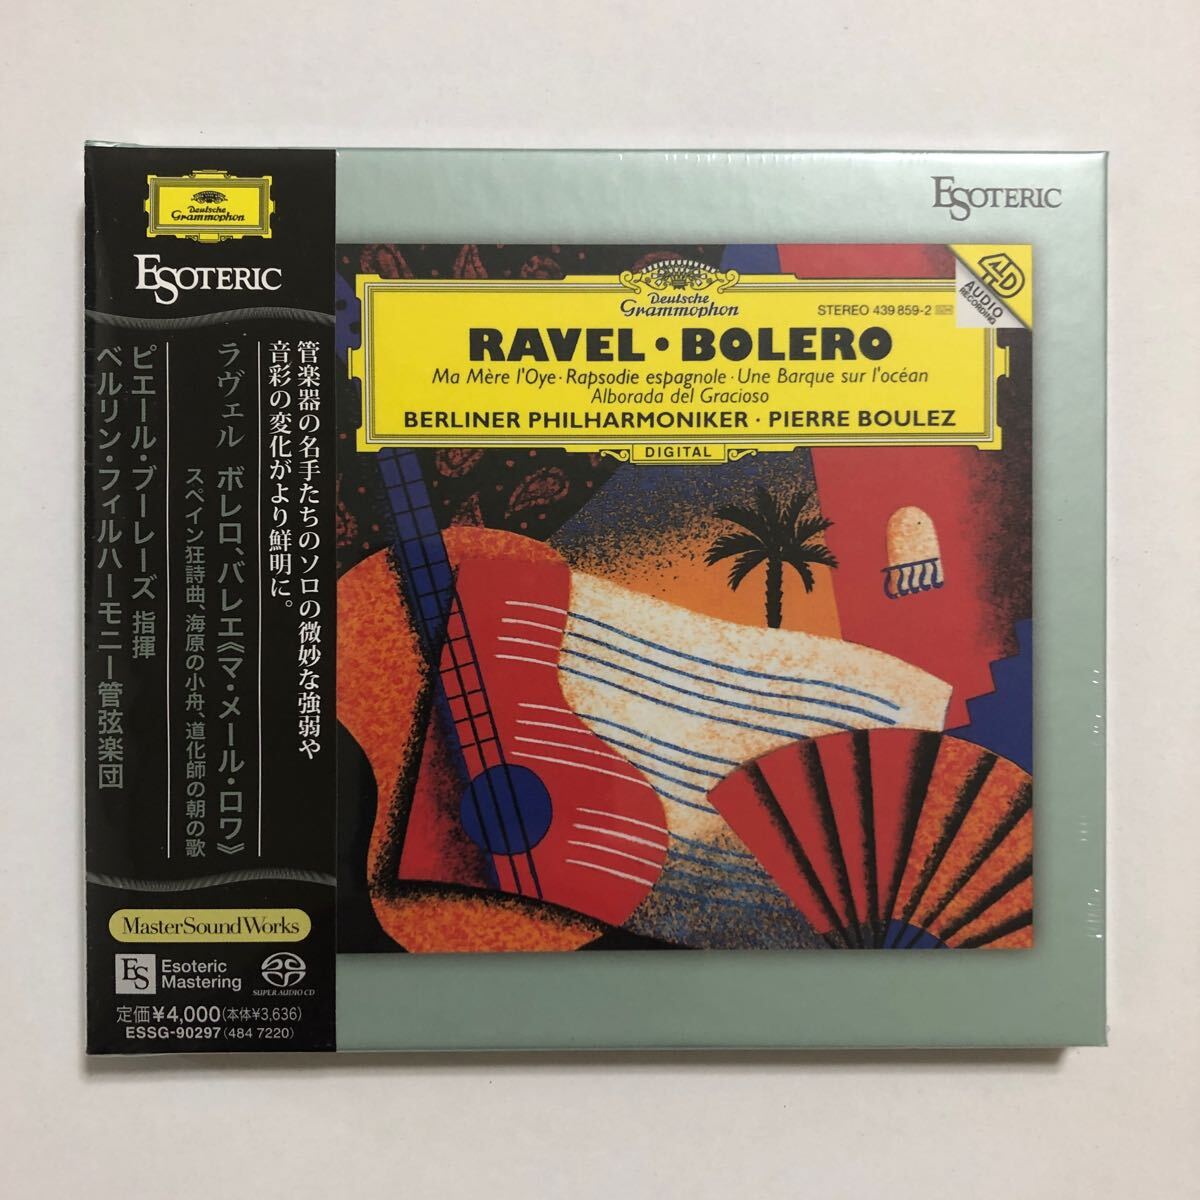 Deutsche
Grammophon
ESOTERIC
管楽器の名手たちのソロの微妙な強弱や
音彩の変化がより鮮明に。
ラヴェル ボレロ、バレエ《マ・メール・ロワ》
スペイン狂詩曲、海原の小舟、道化師の朝の歌
ピエール・ブーレーズ 指揮
ベルリン・フィルハーモニー管弦楽団
MasterSoundWorks
ES
Esoteric
Mastering
SUPER AUDIO CD
定価¥4,000(本体¥3,636)
ESSG-90297(484 7220)
ESOTERIC
Deutsche
Grammophon
STEREO 439 859-2
4D
AUDIO
RECORDING
RAVEL · BOLERO
Ma Mère l'Oye · Rapsodie espagnole · Une Barque sur l'océan
Alborada del Gracioso
BERLINER PHILHARMONIKER · PIERRE BOULEZ
DIGITAL